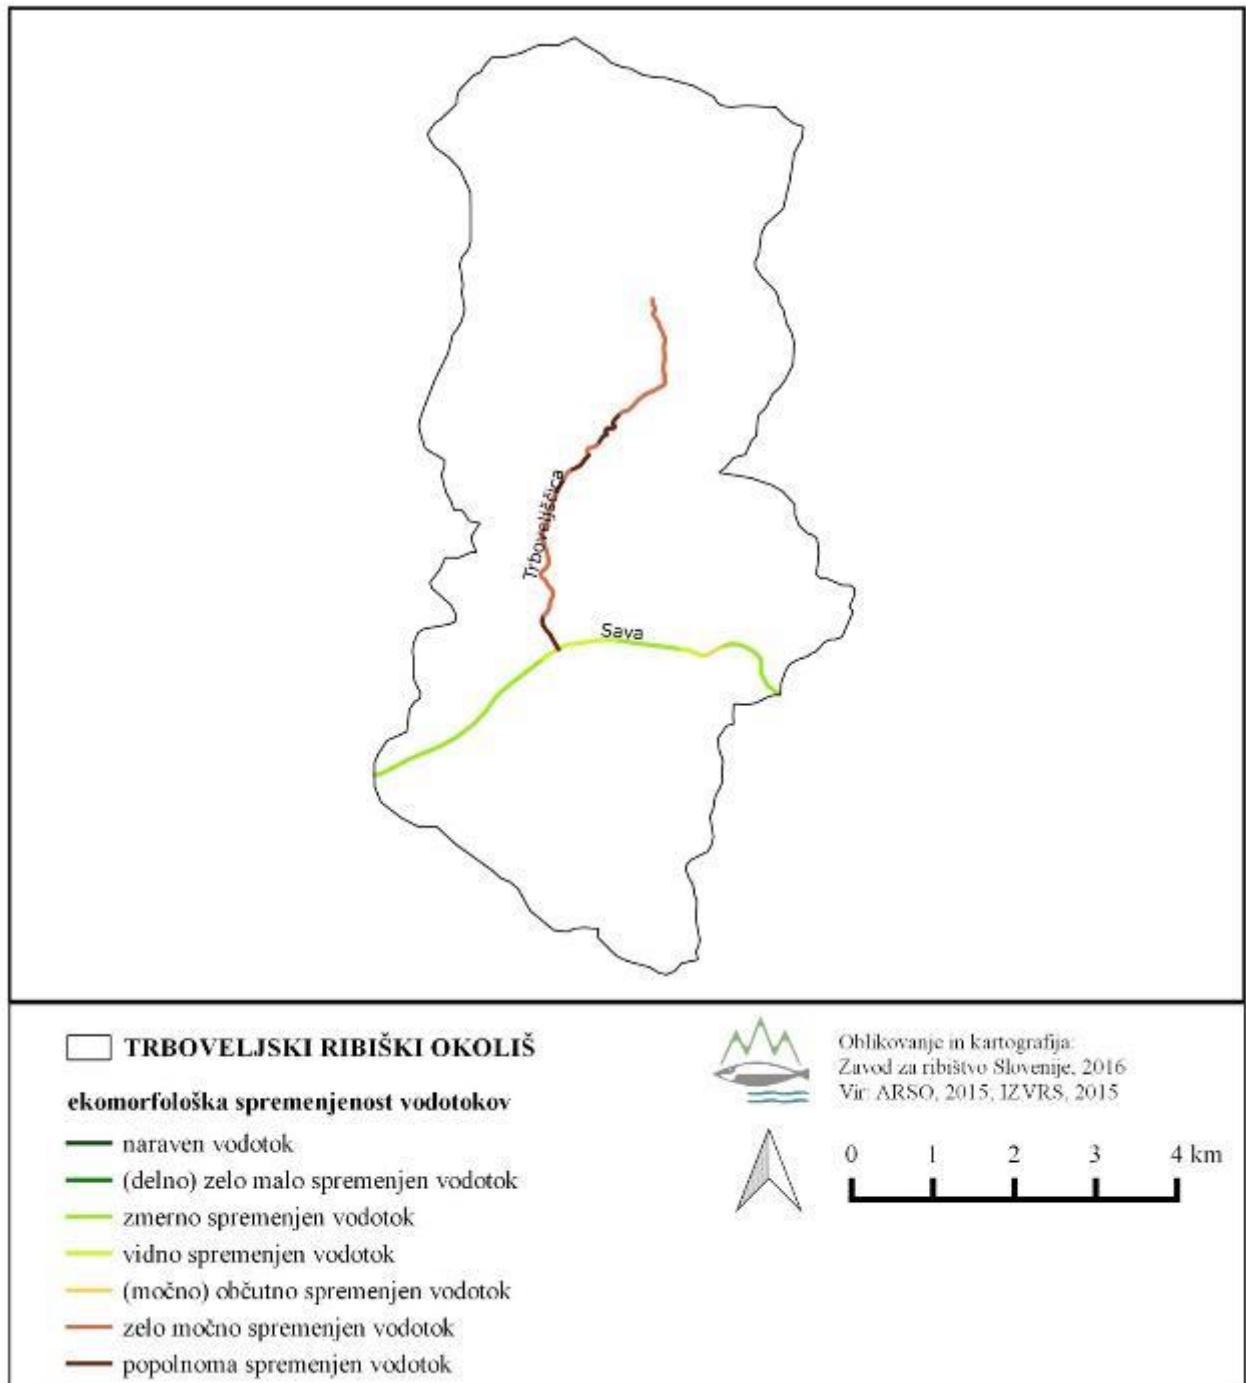 Trboveljščica
Sava
TRBOVELJSKI RIBIŠKI OKOLIŠ
ekomorfološka spremenjenost vodotokov
naraven vodotok
(delno) zelo malo spremenjen vodotok
zmerno spremenjen vodotok
vidno spremenjen vodotok
(močno) občutno spremenjen vodotok
zelo močno spremenjen vodotok
popolnoma spremenjen vodotok
Oblikovanje in kartografija:
Zavod za ribištvo Slovenije, 2016
Vir: ARSO, 2015, IZVRS, 2015
0 1 2 3 4 km